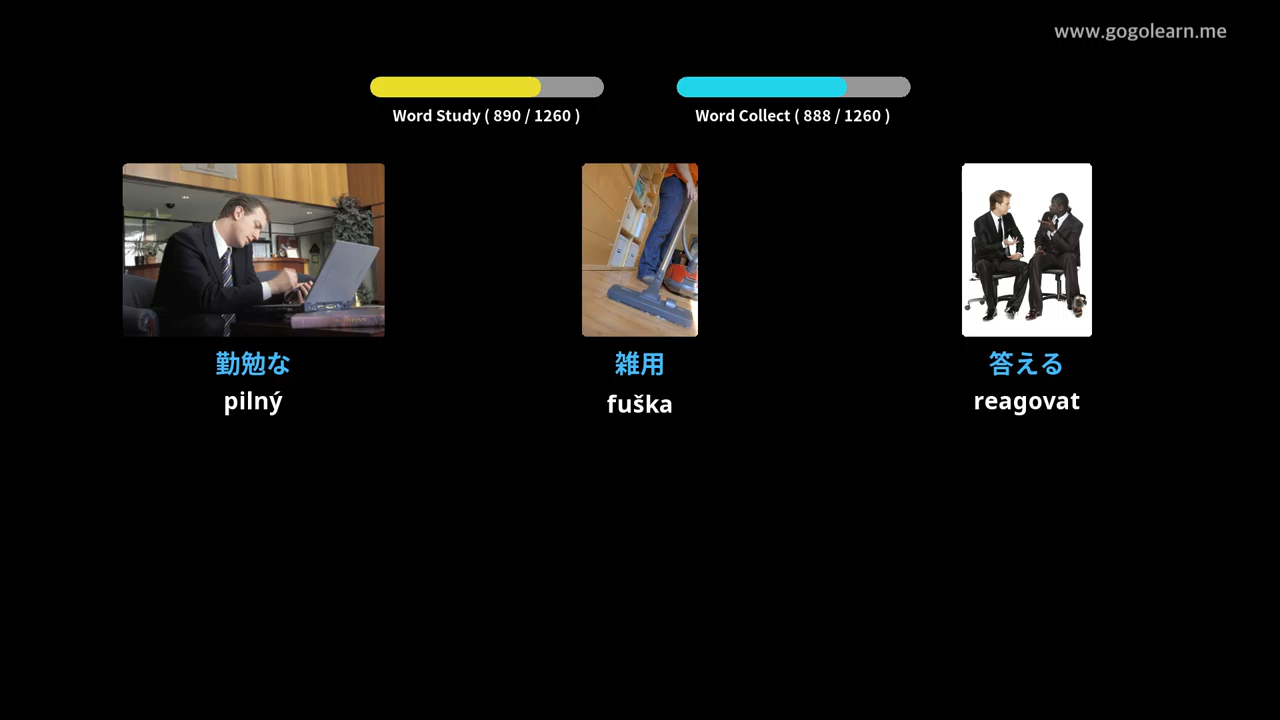 www.gogolearn.me
Word Study ( 890 / 1260 )
Word Collect ( 888 / 1260 )
勤勉な
雑用
答える
pilný
fuška
reagovat